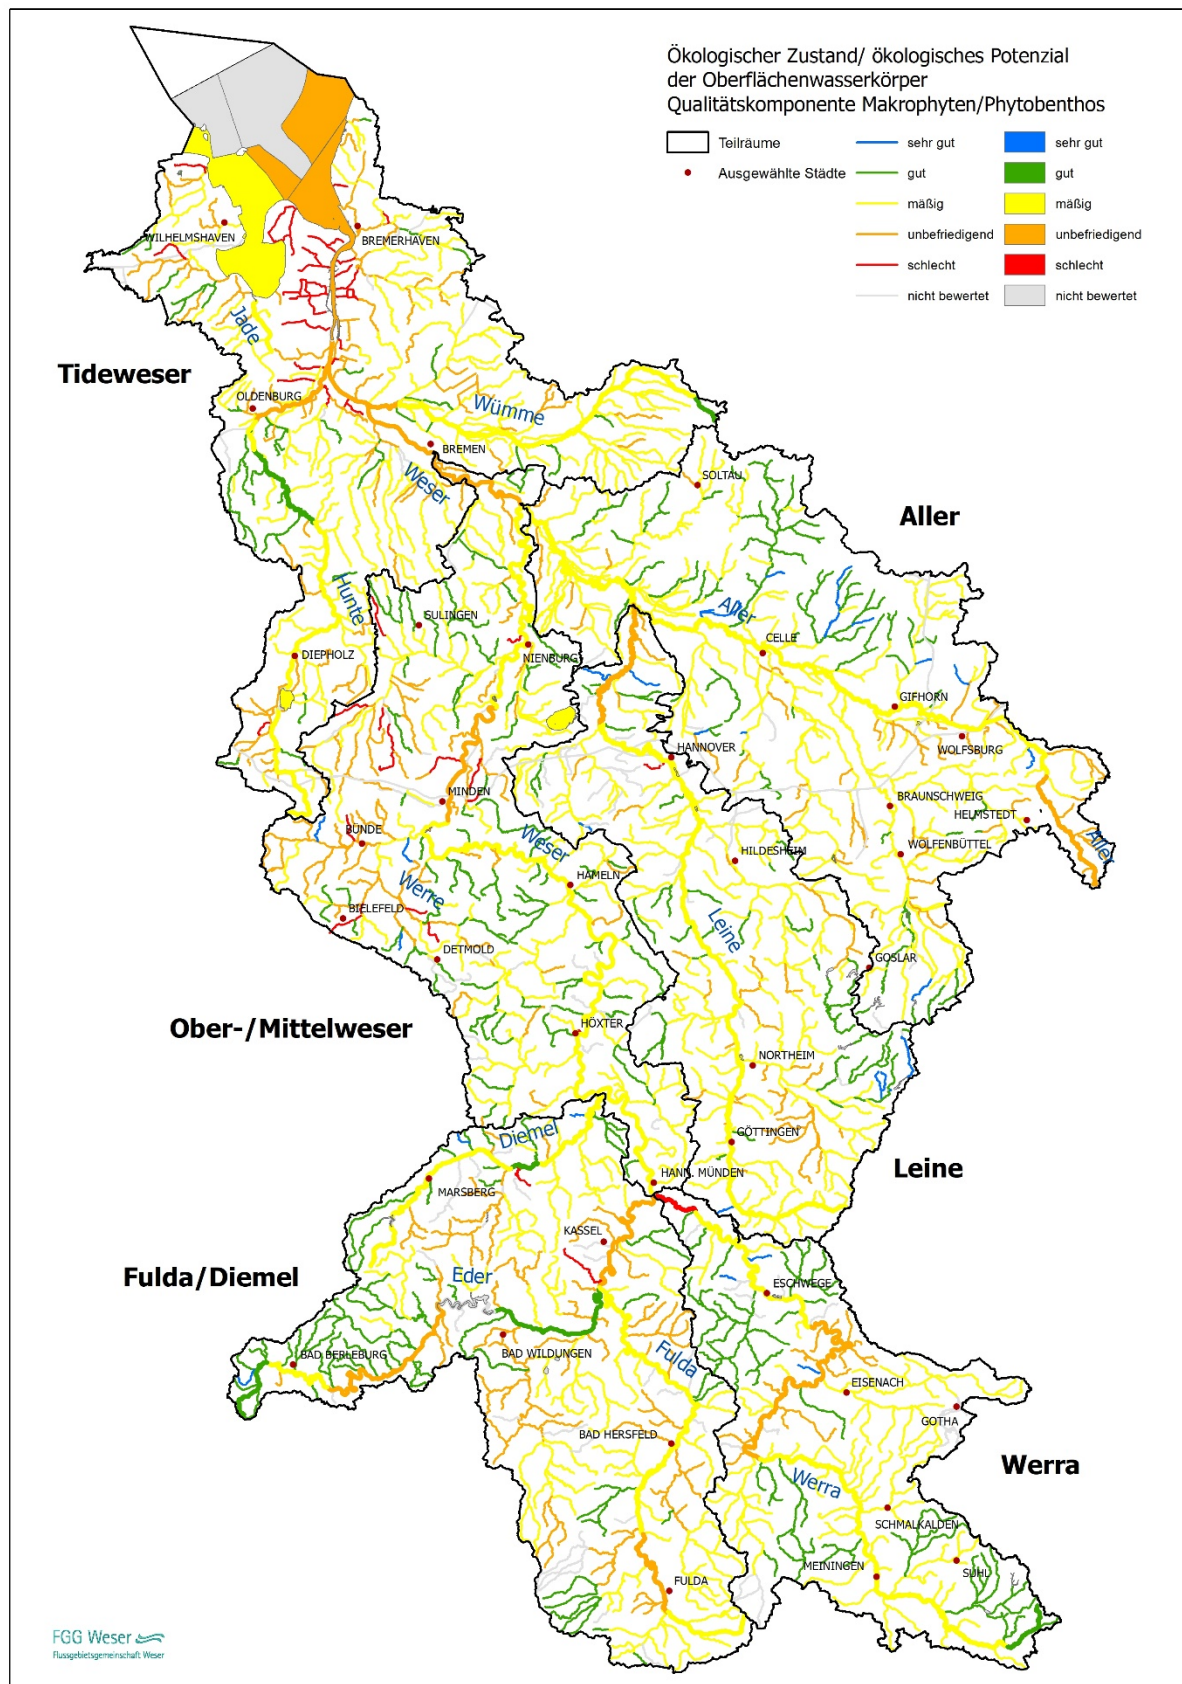 Ökologischer Zustand/ ökologisches Potenzial
der Oberflächenwasserkörper
Qualitätskomponente Makrophyten/Phytobenthos
Teilräume
Ausgewählte Städte
sehr gut
gut
mäßig
unbefriedigend
schlecht
nicht bewertet
sehr gut
gut
mäßig
unbefriedigend
schlecht
nicht bewertet
WILHELMSHAVEN
BREMERHAVEN
Jade
Tideweser
OLDENBURG
Wümme
BREMEN
Weser
SOLTAU
Aller
Hunte
SULINGEN
Aller
CELLE
DIEPHOLZ
NIENBURG
GIFHORN
HANNOVER
WOLFSBURG
MINDEN
BRAUNSCHWEIG
HELMSTEDT
BÜNDE
Weser
HILDESHEIM
WOLFENBÜTTEL
Aller
HAMELN
Werre
BIELEFELD
Leine
DETMOLD
GOSLAR
Ober-/Mittelweser
HÖXTER
NORTHEIM
Diemel
GÖTTINGEN
Leine
HANN. MÜNDEN
MARSBERG
KASSEL
Fulda/Diemel
Eder
ESCHWEGE
BAD WILDUNGEN
Fulda
BAD BERLEBURG
EISENACH
GOTHA
BAD HERSFELD
Werra
Werra
SCHMALKALDEN
MEININGEN
SUHL
FULDA
FGG Weser
Flussgebietsgemeinschaft Weser